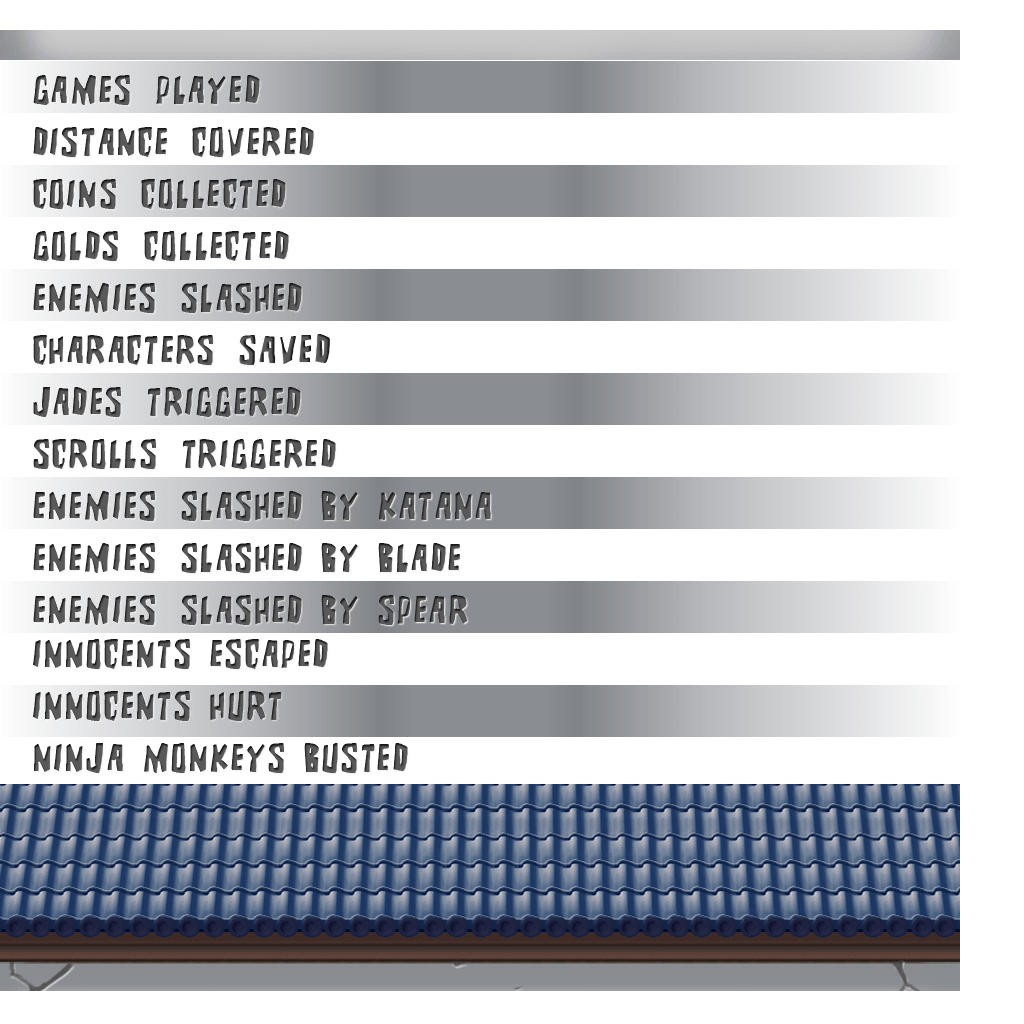 GAMES PLAYED
DISTANCE COVERED
COINS COLLECTED
GOLDS COLLECTED
ENEMIES SLASHED
CHARACTERS SAVED
JADES TRIGGERED
SCROLLS TRIGGERED
ENEMIES SLASHED BY KATANA
ENEMIES SLASHED BY BLADE
ENEMIES SLASHED BY SPEAR
INNOCENTS ESCAPED
INNOCENTS HURT
NINJA MONKEYS BUSTED